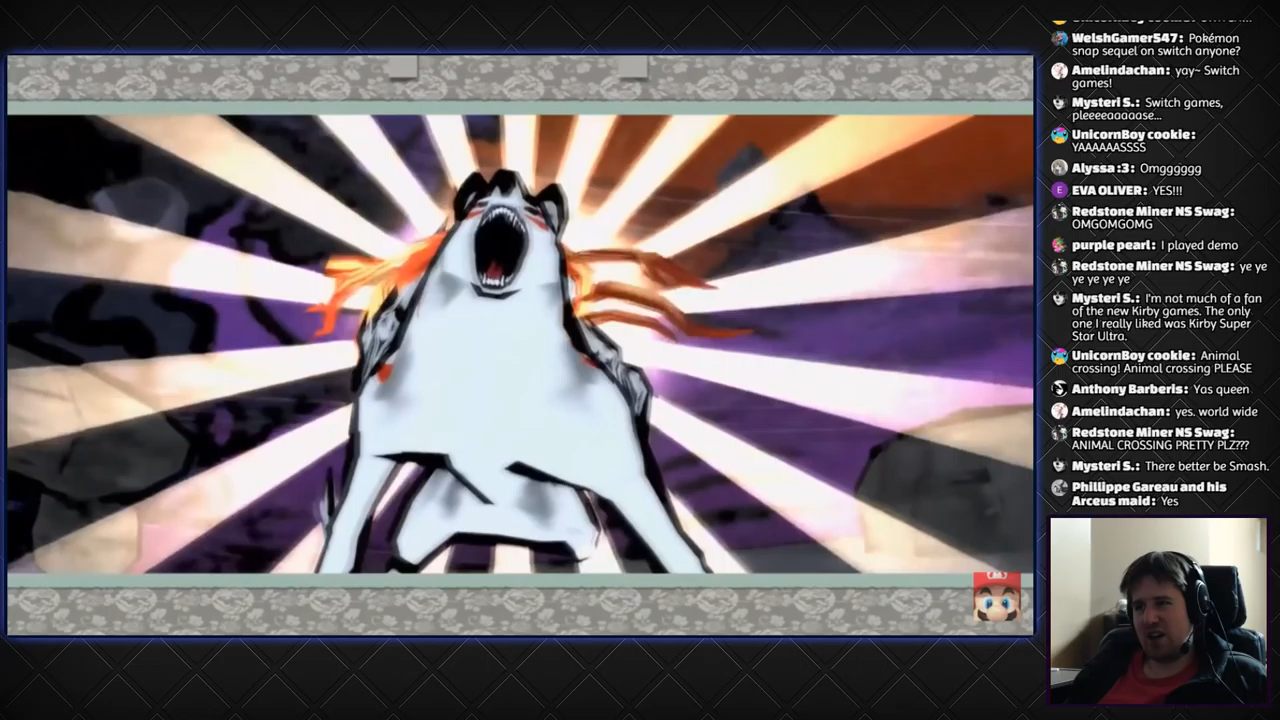 WelshGamer547: Pokémon
snap sequel on switch anyone?
Amelindachan: yay~ Switch
games!
Mysteri S.: Switch games,
pleeeeaaaaase...
UnicornBoy cookie:
YAAAAAASSSS
Alyssa :3: Omgggggg
E EVA OLIVER: YES!!!
Redstone Miner NS Swag:
OMGOMGOMG
purple pearl: I played demo
Redstone Miner NS Swag: ye ye
ye ye ye ye
Mysteri S.: I'm not much of a fan
of the new Kirby games. The only
one I really liked was Kirby Super
Star Ultra.
UnicornBoy cookie: Animal
crossing! Animal crossing PLEASE
Anthony Barberis: Yas queen
Amelindachan: yes. world wide
Redstone Miner NS Swag:
ANIMAL CROSSING PRETTY PLZ???
Mysteri S.: There better be Smash.
Phillippe Gareau and his
Arceus maid: Yes
M